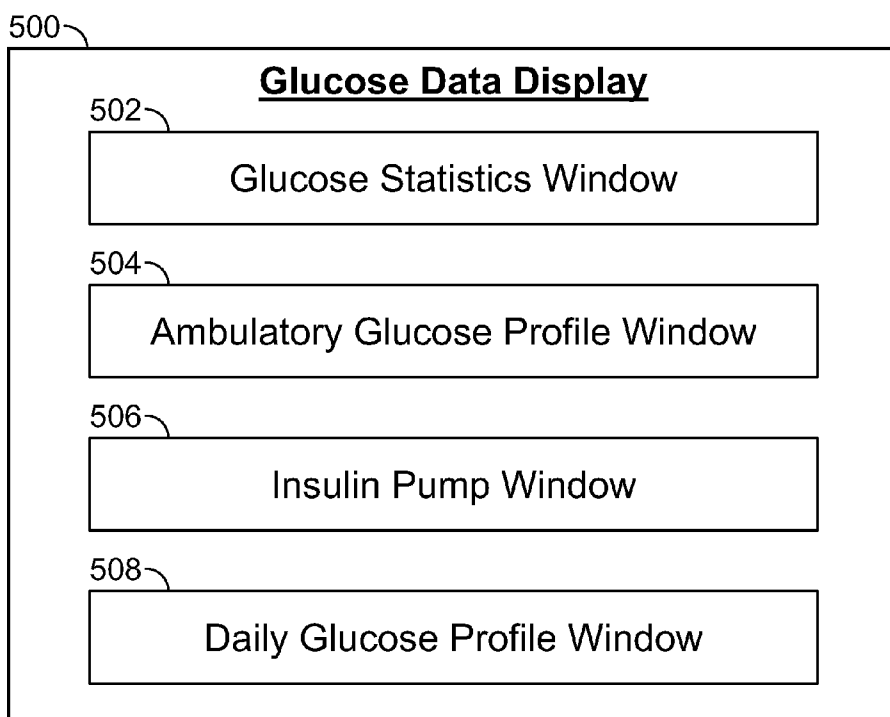 500
Glucose Data Display
502
Glucose Statistics Window
504
Ambulatory Glucose Profile Window
506
Insulin Pump Window
508
Daily Glucose Profile Window